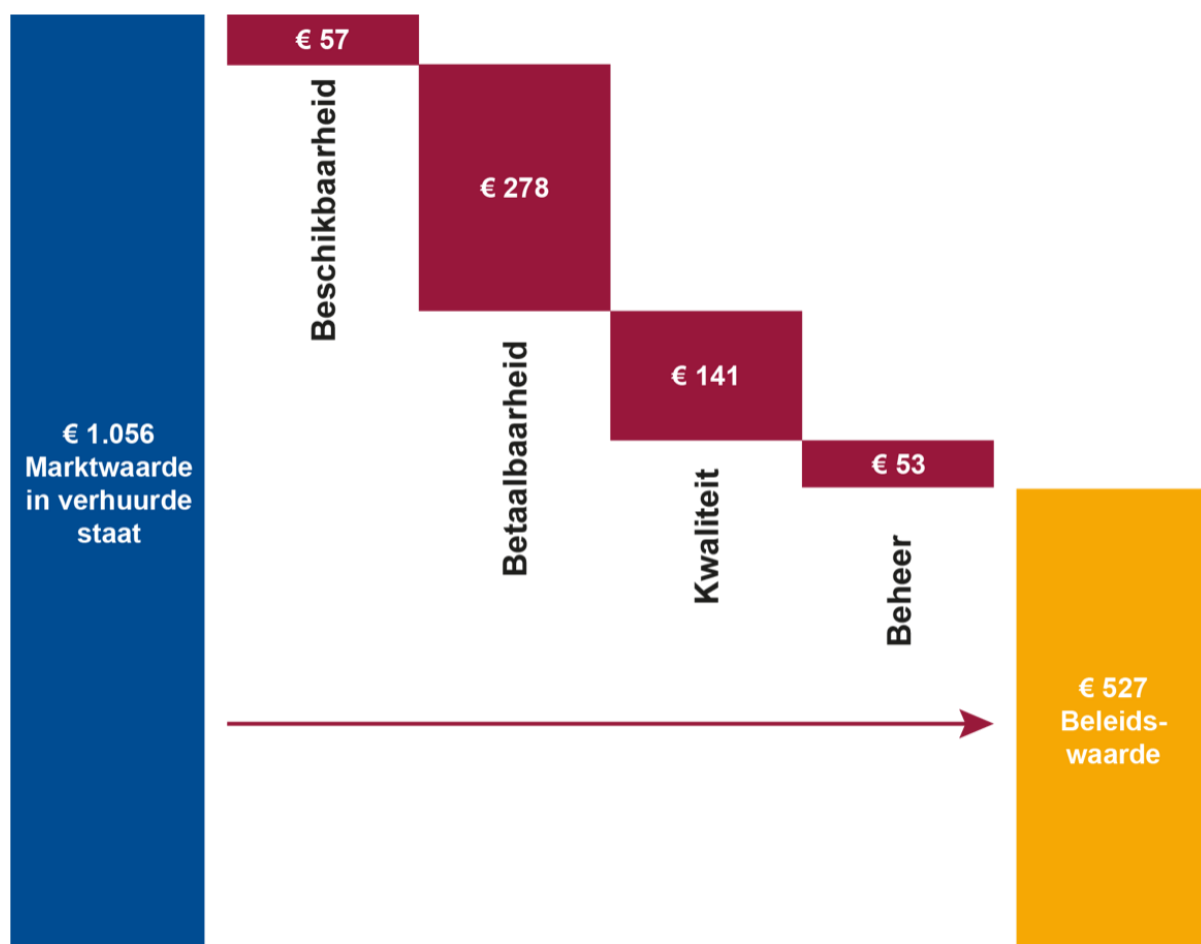 € 1.056
Marktwaarde
in verhuurde
staat
€ 57
Beschikbaarheid
€ 278
Betaalbaarheid
€ 141
Kwaliteit
€ 53
Beheer
€ 527
Beleids-
waarde